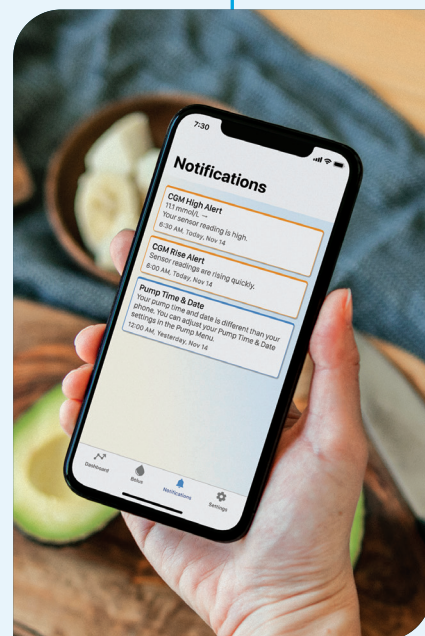 7:30
Notifications
CGM High Alert
11.1 mmol/L →
Your sensor reading is high.
6:30 AM, Today, Nov 14
CGM Rise Alert
Sensor readings are rising quickly.
6:00 AM, Today, Nov 14
Pump Time & Date
Your pump time and date is different than your
phone. You can adjust your Pump Time & Date
settings in the Pump Menu.
12:00 AM, Yesterday, Nov 14
Dashboard
Bolus
Notifications
Settings